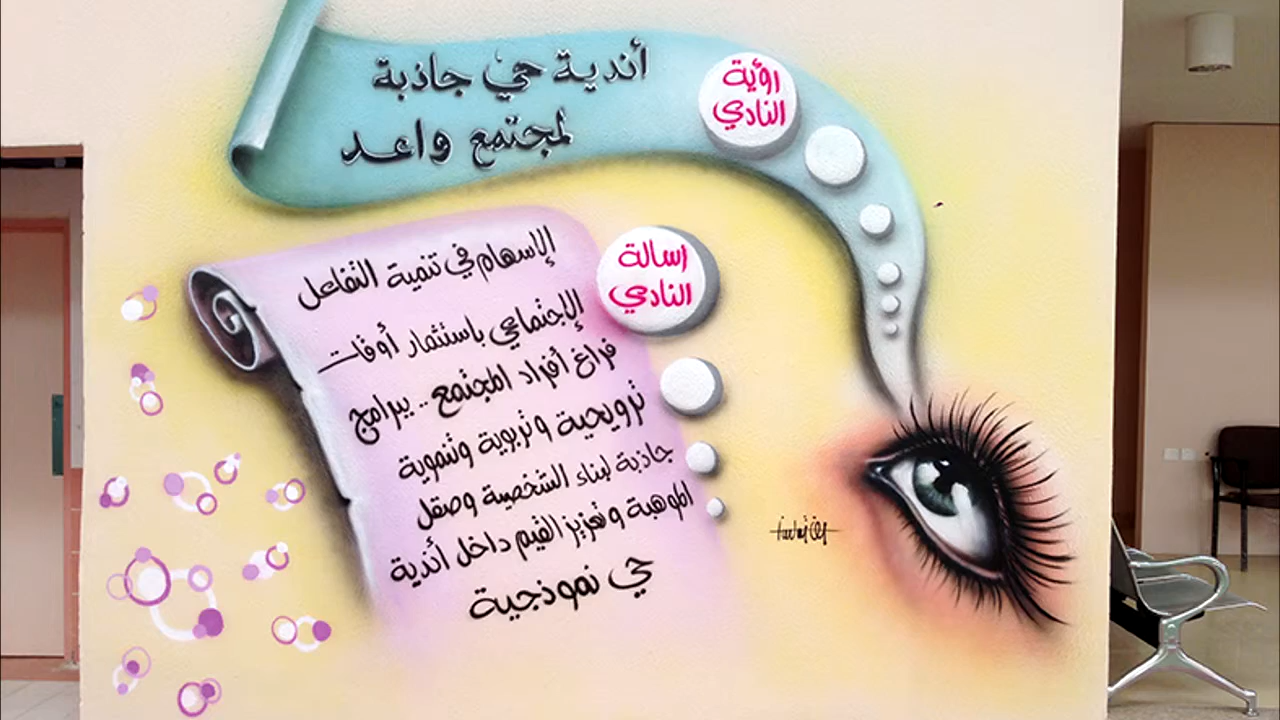 رؤية
النادي
أندية حي جاذبة
لمجتمع واعد
رسالة
النادي
الإسهام في تنمية التفاعل
الإجتماعي باستثمار أوقات
فراغ أفراد المجتمع .. ببرامج
ترويحية وتربوية وتنموية
جاذبة لبناء الشخصية وصقل
الموهبة وتعزيز القيم داخل أندية
حي نموذجية